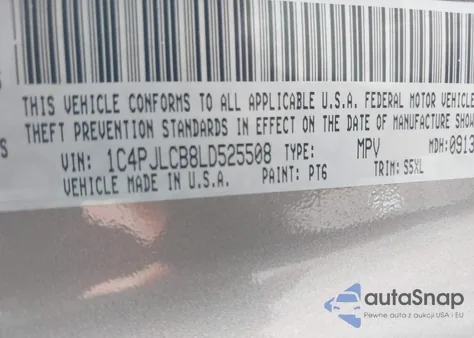 THIS VEHICLE CONFORMS TO ALL APPLICABLE U.S.A. FEDERAL MOTOR VEHICLE
THEFT PREVENTION STANDARDS IN EFFECT ON THE DATE OF MANUFACTURE SHOW
VIN: 1C4PJLCB8LD525508 TYPE: MPV MDH: 0913
VEHICLE MADE IN U.S.A. PAINT: PT6 TRIM: S5XL
autaSnap
Pewne auta z aukcji USA i EU